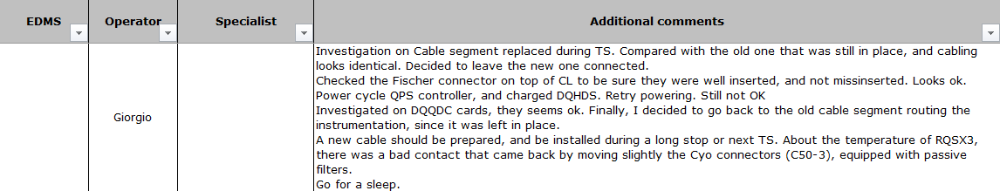 EDMS Operator Specialist Additional comments
Investigation on Cable segment replaced during TS. Compared with the old one that was still in place, and cabling
looks identical. Decided to leave the new one connected.
Checked the Fischer connector on top of CL to be sure they were well inserted, and not missinserted. Looks ok.
Power cycle QPS controller, and charged DQHDS. Retry powering. Still not OK
Giorgio
Investigated on DQQDC cards, they seems ok. Finally, I decided to go back to the old cable segment routing the
instrumentation, since it was left in place.
A new cable should be prepared, and be installed during a long stop or next TS. About the temperature of RQSX3,
there was a bad contact that came back by moving slightly the Cyo connectors (C50-3), equipped with passive
filters.
Go for a sleep.